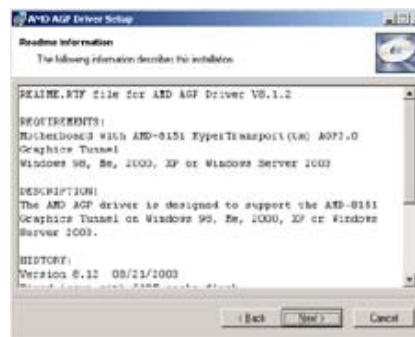 AMD AGP Driver Setup
Readme Information
The following information describes this installation.
README.RTF file for AMD AGP Driver V8.1.2
REQUIREMENTS:
Motherboard with AMD-8151 HyperTransport(tm) AGP3.0
Graphics Tunnel
Windows 98, Me, 2000, XP or Windows Server 2003
DESCRIPTION:
The AMD AGP driver is designed to support the AMD-8151
Graphics Tunnel on Windows 98, Me, 2000, XP or Windows
Server 2003.
HISTORY:
Version 8.12 08/21/2003
< Back
Next >
Cancel